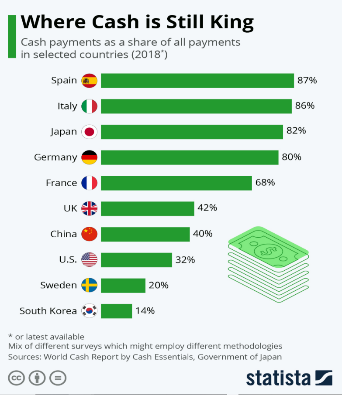 Where Cash is Still King
Cash payments as a share of all payments
in selected countries (2018*)
Spain 87%
Italy 86%
Japan 82%
Germany 80%
France 68%
UK 42%
China 40%
U.S. 32%
Sweden 20%
South Korea 14%
* or latest available
Mix of different surveys which might employ different methodologies
Sources: World Cash Report by Cash Essentials, Government of Japan
cc
statista